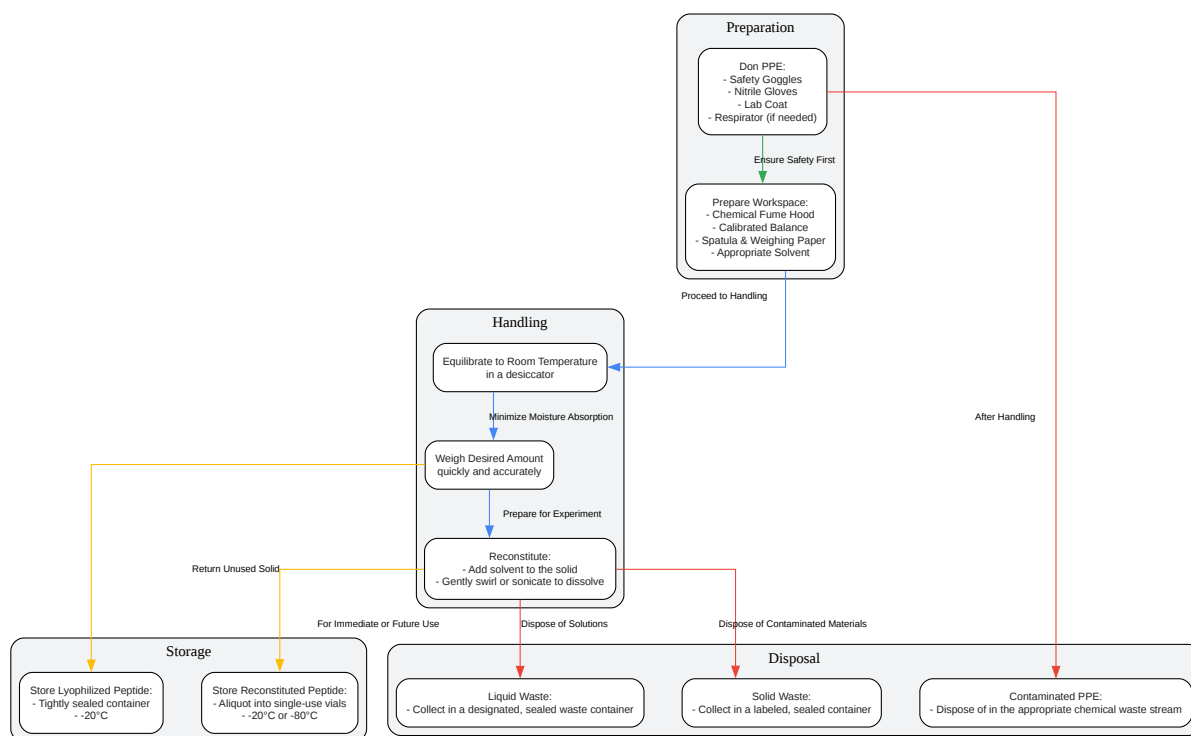 Preparation
Don PPE:
- Safety Goggles
- Nitrile Gloves
- Lab Coat
- Respirator (if needed)
Ensure Safety First
Prepare Workspace:
- Chemical Fume Hood
- Calibrated Balance
- Spatula & Weighing Paper
- Appropriate Solvent
Proceed to Handling
Handling
Equilibrate to Room Temperature
in a desiccator
Minimize Moisture Absorption
After Handling
Weigh Desired Amount
quickly and accurately
Prepare for Experiment
Reconstitute:
- Add solvent to the solid
- Gently swirl or sonicate to dissolve
Return Unused Solid
For Immediate or Future Use
Dispose of Solutions
Dispose of Contaminated Materials
Storage
Store Lyophilized Peptide:
- Tightly sealed container
- -20°C
Store Reconstituted Peptide:
- Aliquot into single-use vials
- -20°C or -80°C
Disposal
Liquid Waste:
- Collect in a designated, sealed waste container
Solid Waste:
- Collect in a labeled, sealed container
Contaminated PPE:
- Dispose of in the appropriate chemical waste stream